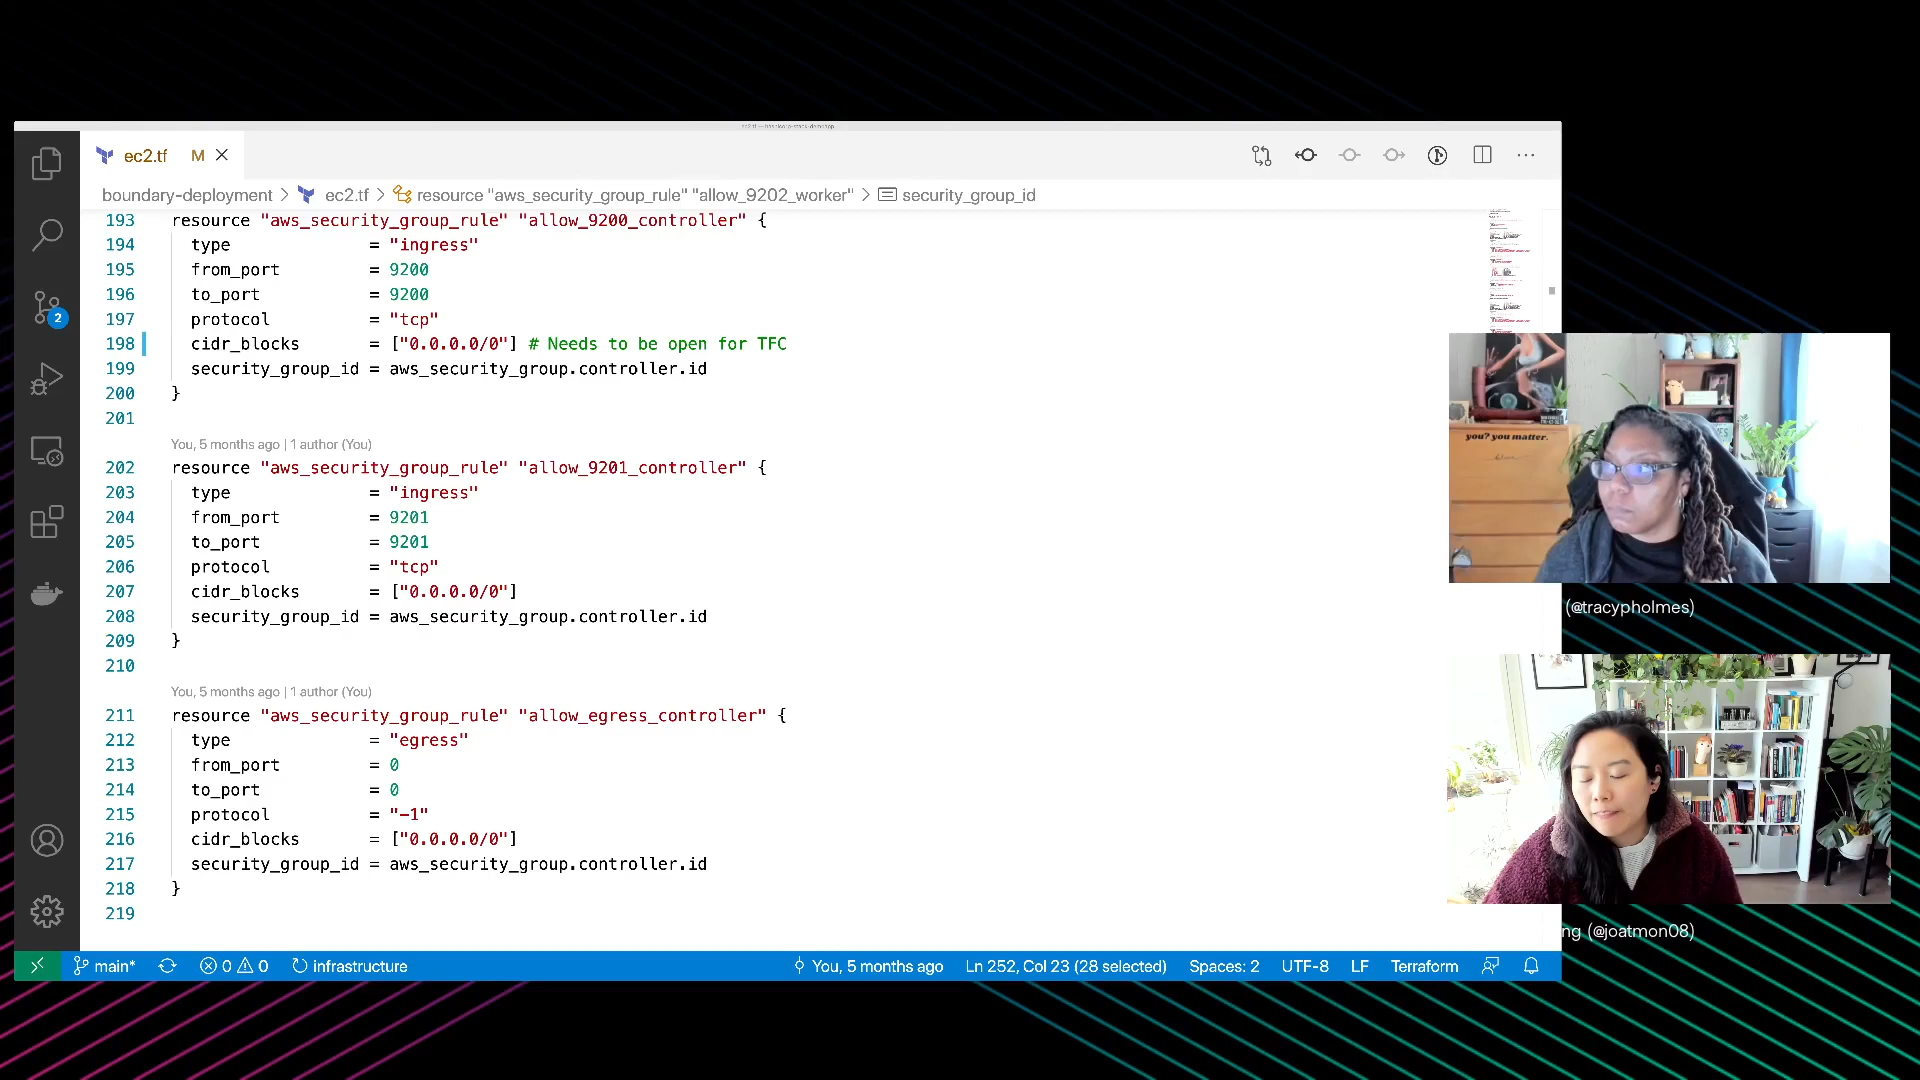 ec2.tf M
boundary-deployment > ec2.tf > resource "aws_security_group_rule" "allow_9202_worker" > security_group_id
193 resource "aws_security_group_rule" "allow_9200_controller" {
194 type = "ingress"
195 from_port = 9200
196 to_port = 9200
197 protocol = "tcp"
198 cidr_blocks = ["0.0.0.0/0"] # Needs to be open for TFC
199 security_group_id = aws_security_group.controller.id
200 }
201
You, 5 months ago | 1 author (You)
202 resource "aws_security_group_rule" "allow_9201_controller" {
203 type = "ingress"
204 from_port = 9201
205 to_port = 9201
206 protocol = "tcp"
207 cidr_blocks = ["0.0.0.0/0"]
208 security_group_id = aws_security_group.controller.id
209 }
210
You, 5 months ago | 1 author (You)
211 resource "aws_security_group_rule" "allow_egress_controller" {
212 type = "egress"
213 from_port = 0
214 to_port = 0
215 protocol = "-1"
216 cidr_blocks = ["0.0.0.0/0"]
217 security_group_id = aws_security_group.controller.id
218 }
219
2
main* 0 0 infrastructure You, 5 months ago Ln 252, Col 23 (28 selected) Spaces: 2 UTF-8 LF Terraform
you? you matter.
(@tracypholmes)
ng (@joatmon08)